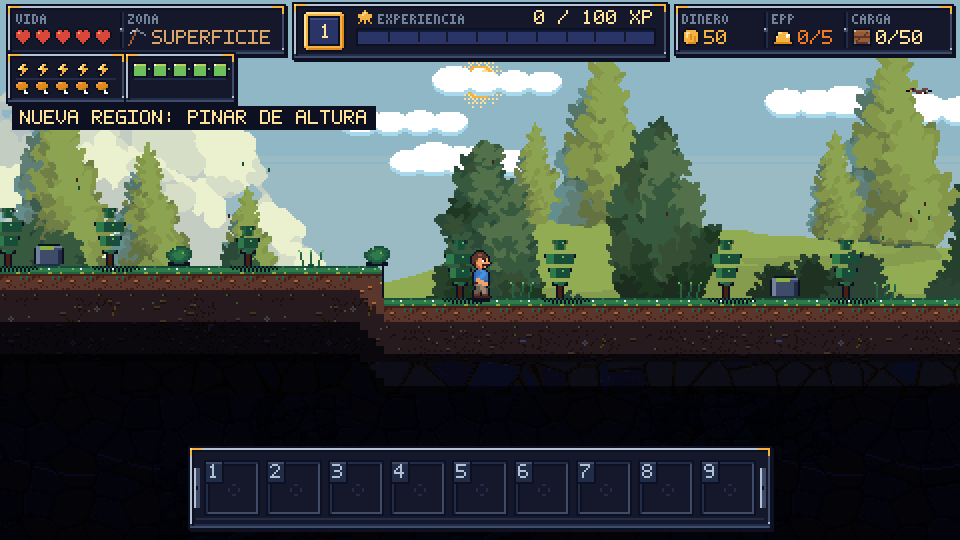 VIDA
ZONA
SUPERFICIE
1
EXPERIENCIA
0 / 100 XP
DINERO
50
EPP
0/5
CARGA
0/50
NUEVA REGION: PINAR DE ALTURA
1 2 3 4 5 6 7 8 9